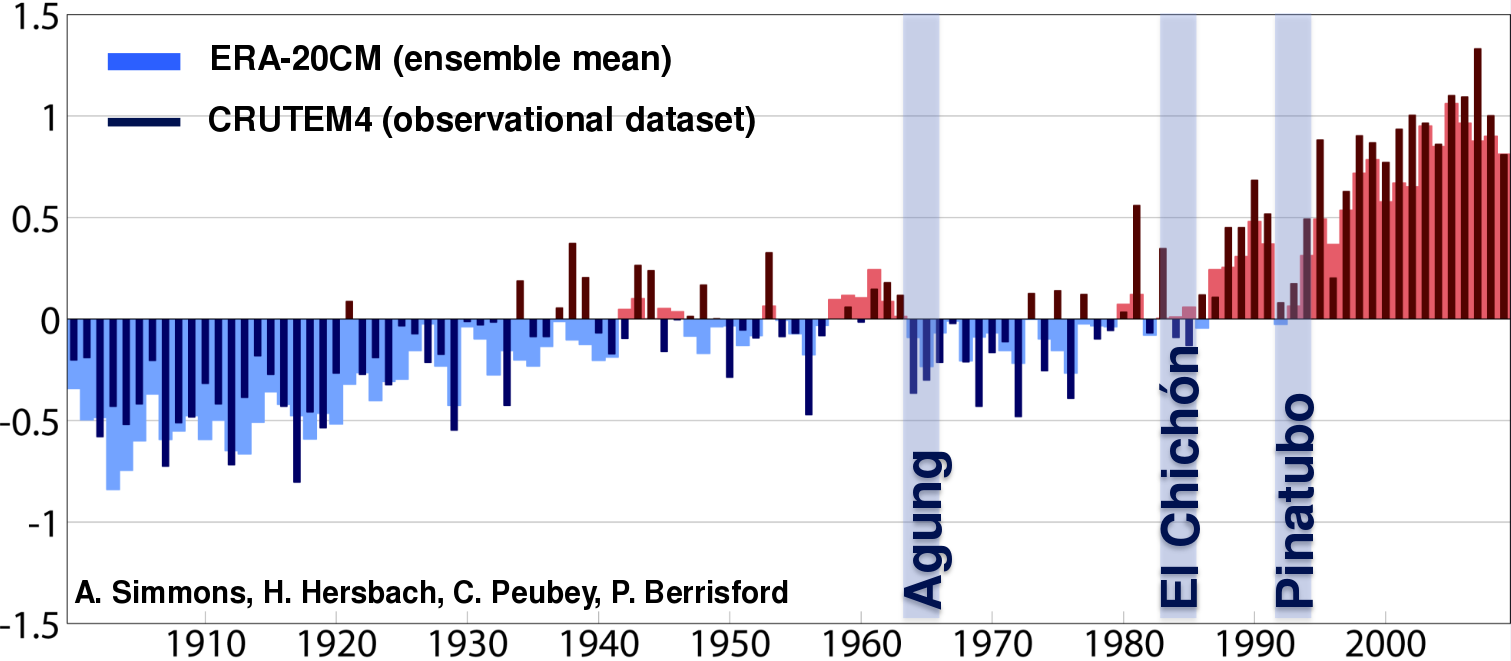 1.5
ERA-20CM (ensemble mean)
1
CRUTEM4 (observational dataset)
0.5
0
-0.5
-1
-1.5
Agung
El Chichón
Pinatubo
A. Simmons, H. Hersbach, C. Peubey, P. Berrisford
1910 1920 1930 1940 1950 1960 1970 1980 1990 2000